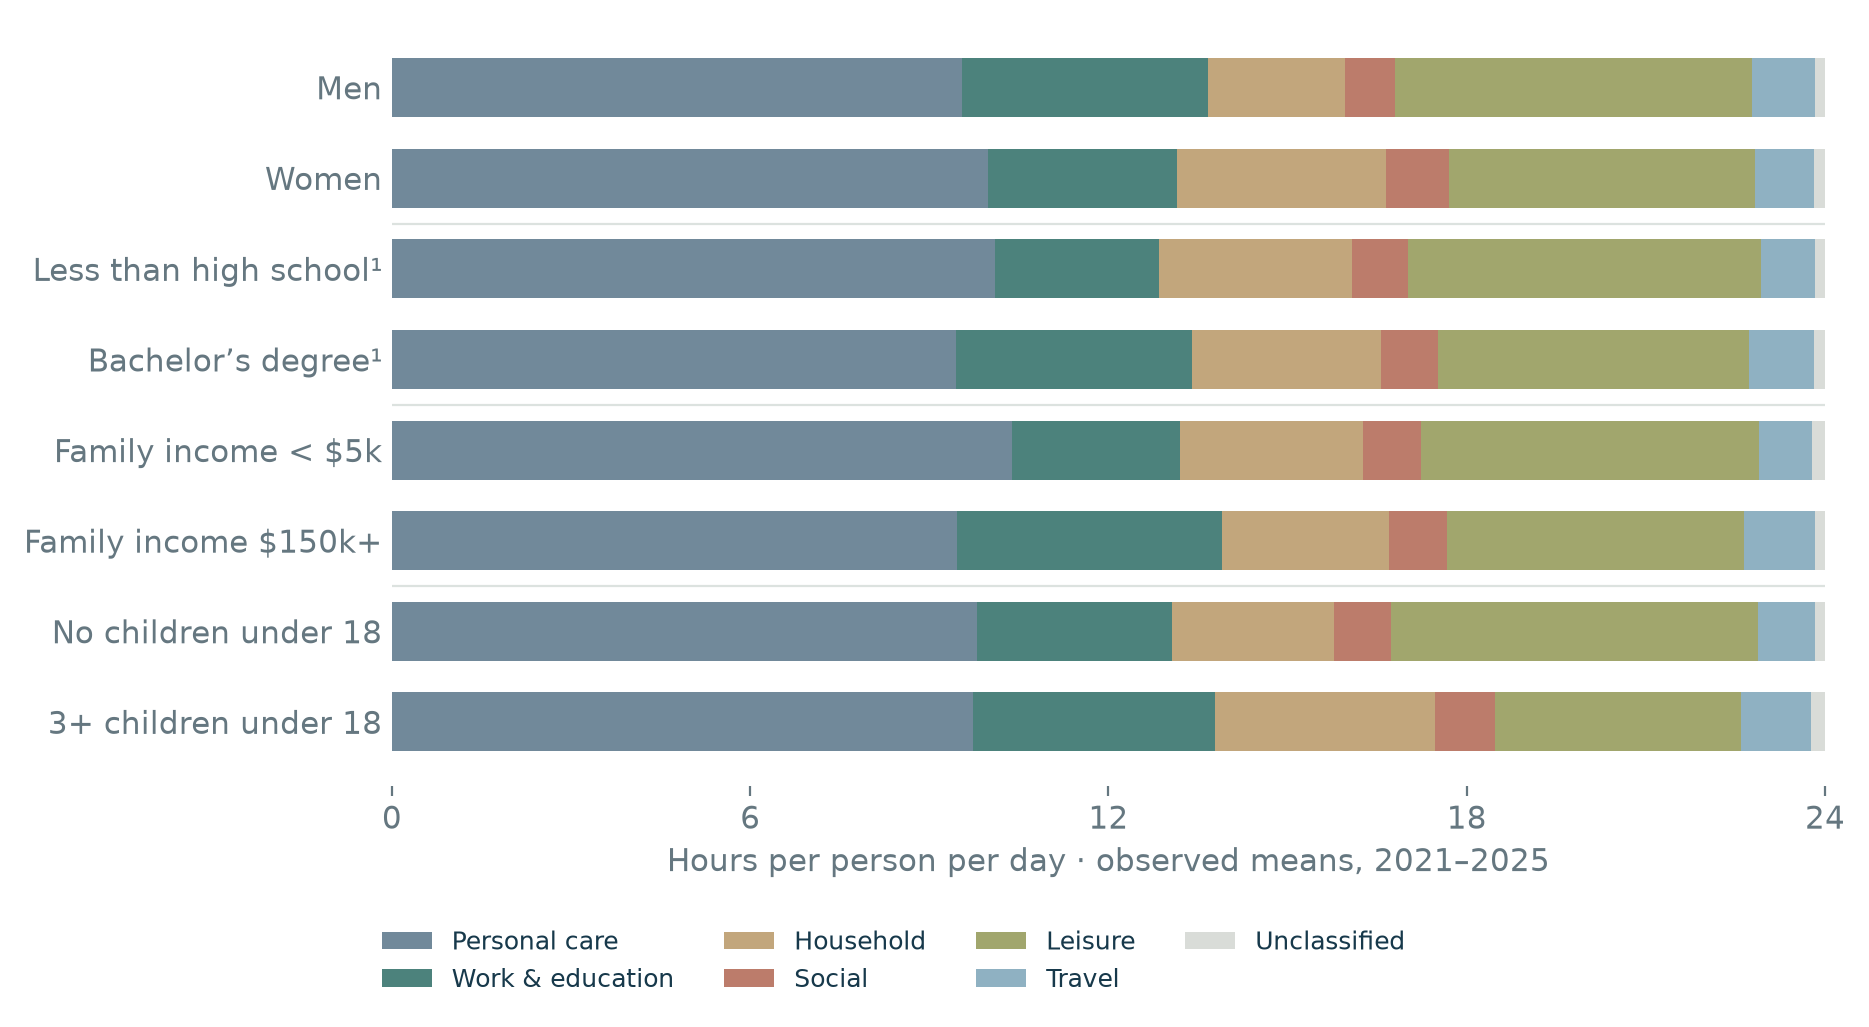 Men
Women
Less than high school¹
Bachelor’s degree¹
Family income < $5k
Family income $150k+
No children under 18
3+ children under 18
0 6 12 18 24
Hours per person per day · observed means, 2021–2025
Personal care Household Leisure Unclassified
Work & education Social Travel